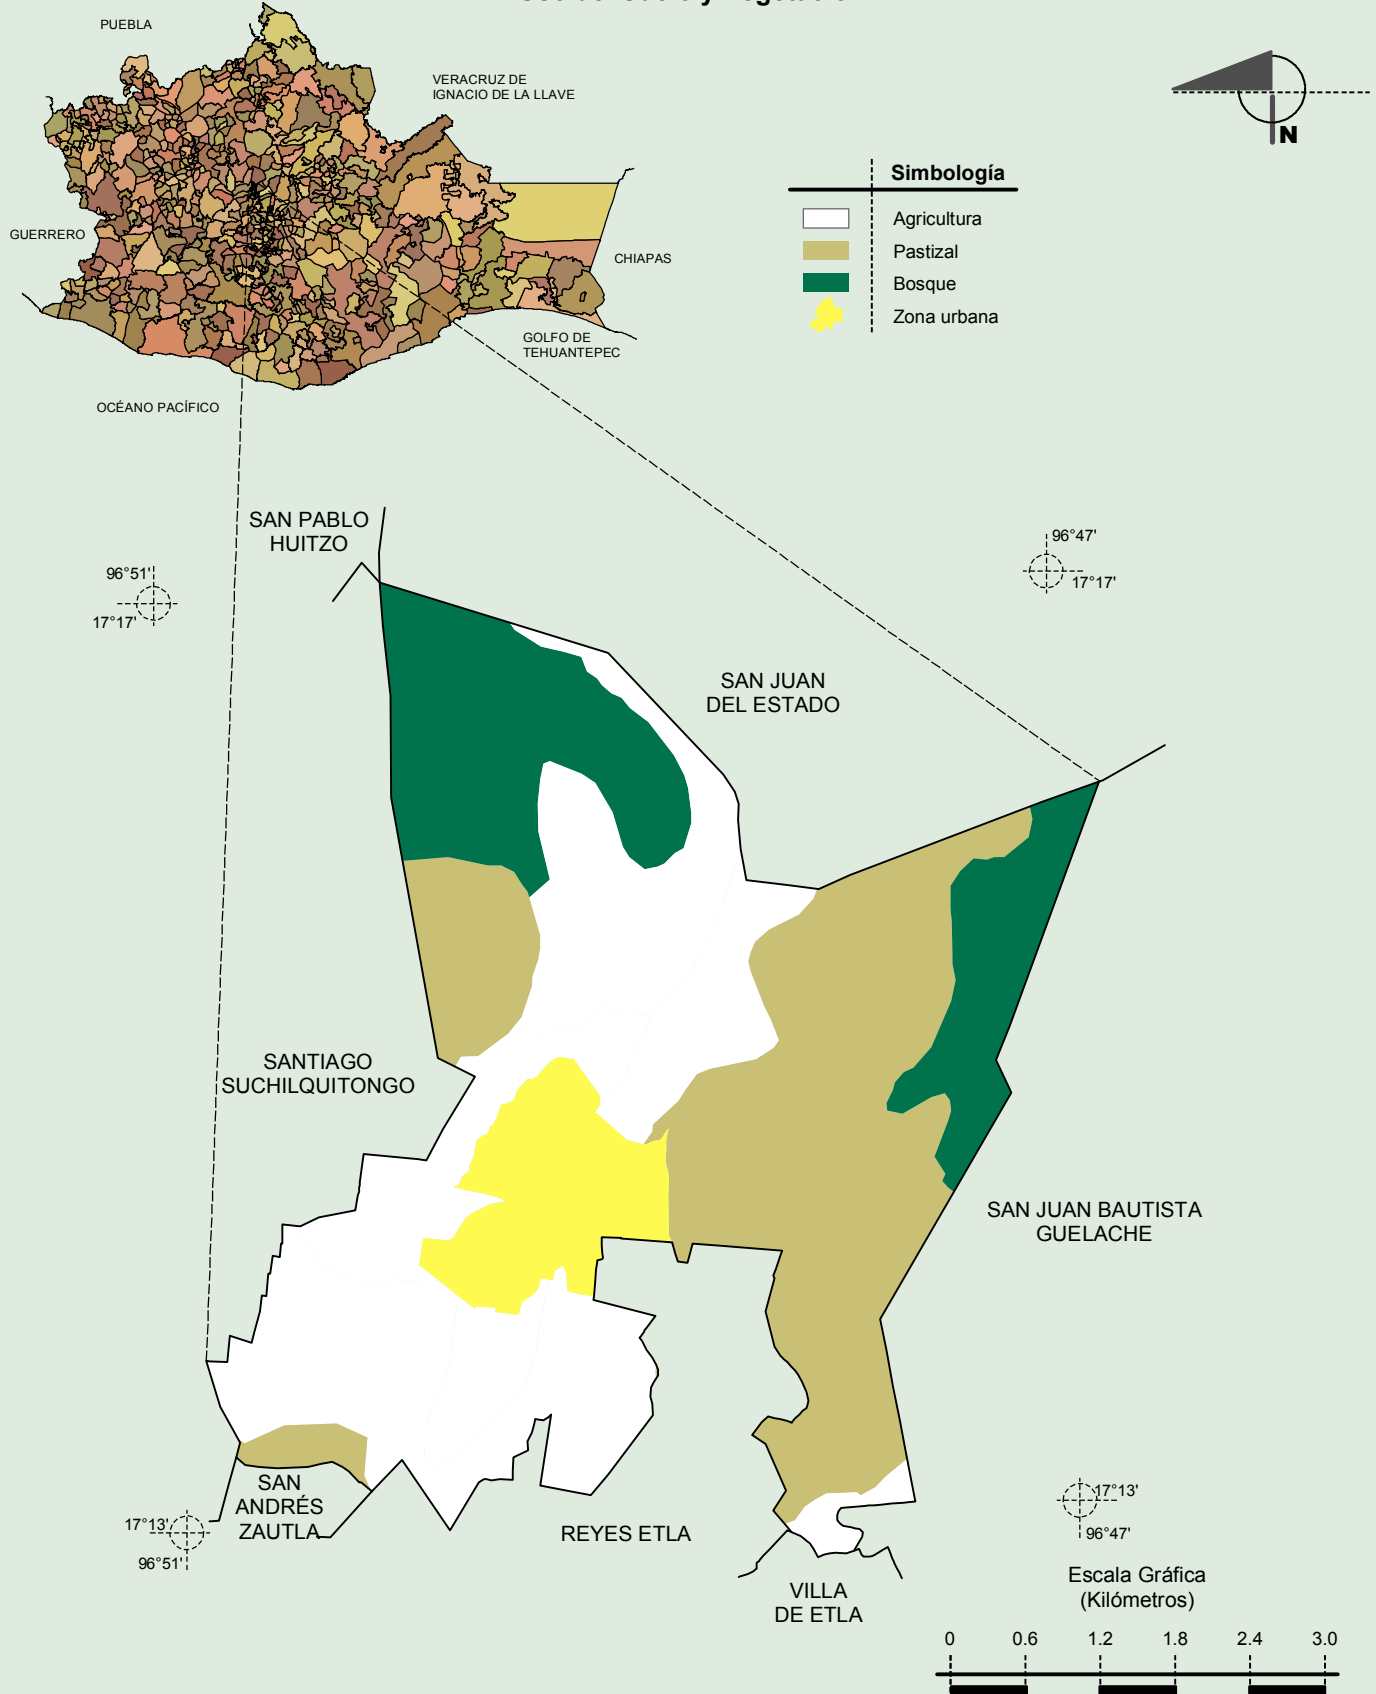 PUEBLA
VERACRUZ DE
IGNACIO DE LA LLAVE
GUERRERO
CHIAPAS
GOLFO DE
TEHUANTEPEC
OCÉANO PACÍFICO
N
Simbología
Agricultura
Pastizal
Bosque
Zona urbana
SAN PABLO
HUITZO
96°51'
17°17'
96°47'
17°17'
SAN JUAN
DEL ESTADO
SANTIAGO
SUCHILQUITONGO
SAN JUAN BAUTISTA
GUELACHE
SAN
ANDRÉS
ZAUTLA
17°13'
96°51'
REYES ETLA
VILLA
DE ETLA
17°13'
96°47'
Escala Gráfica
(Kilómetros)
0 0.6 1.2 1.8 2.4 3.0